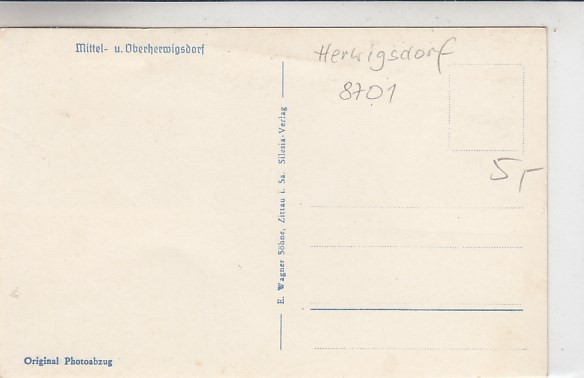 Mittel- u. Oberherwigsdorf
Herwigsdorf
8701
5,-
E. Wagner Söhne, Zittau i. Sa. Silesia-Verlag
Original Photoabzug